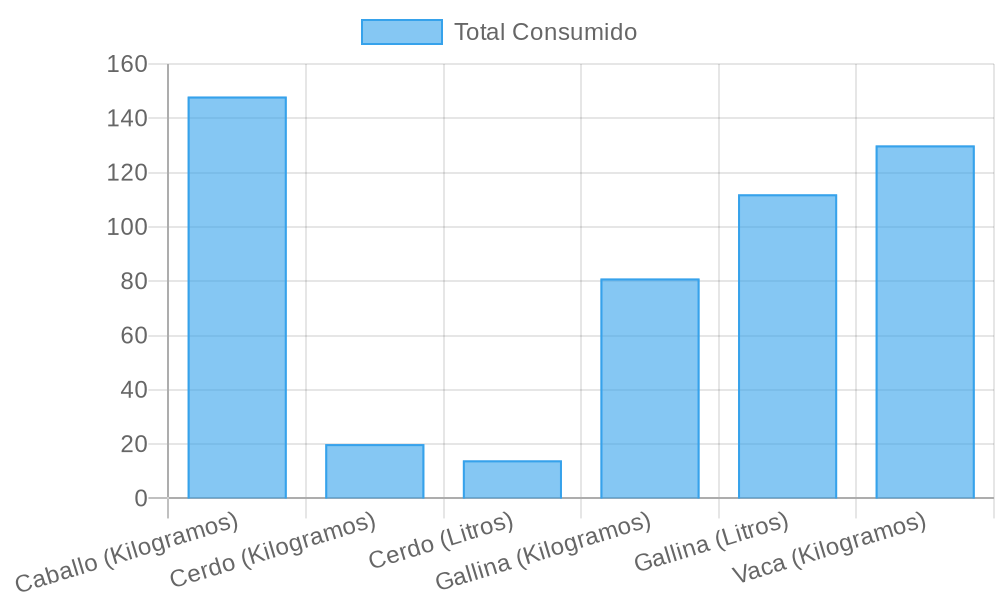 Total Consumido
160
140
120
100
80
60
40
20
0
Caballo (Kilogramos)
Cerdo (Kilogramos)
Cerdo (Litros)
Gallina (Kilogramos)
Gallina (Litros)
Vaca (Kilogramos)